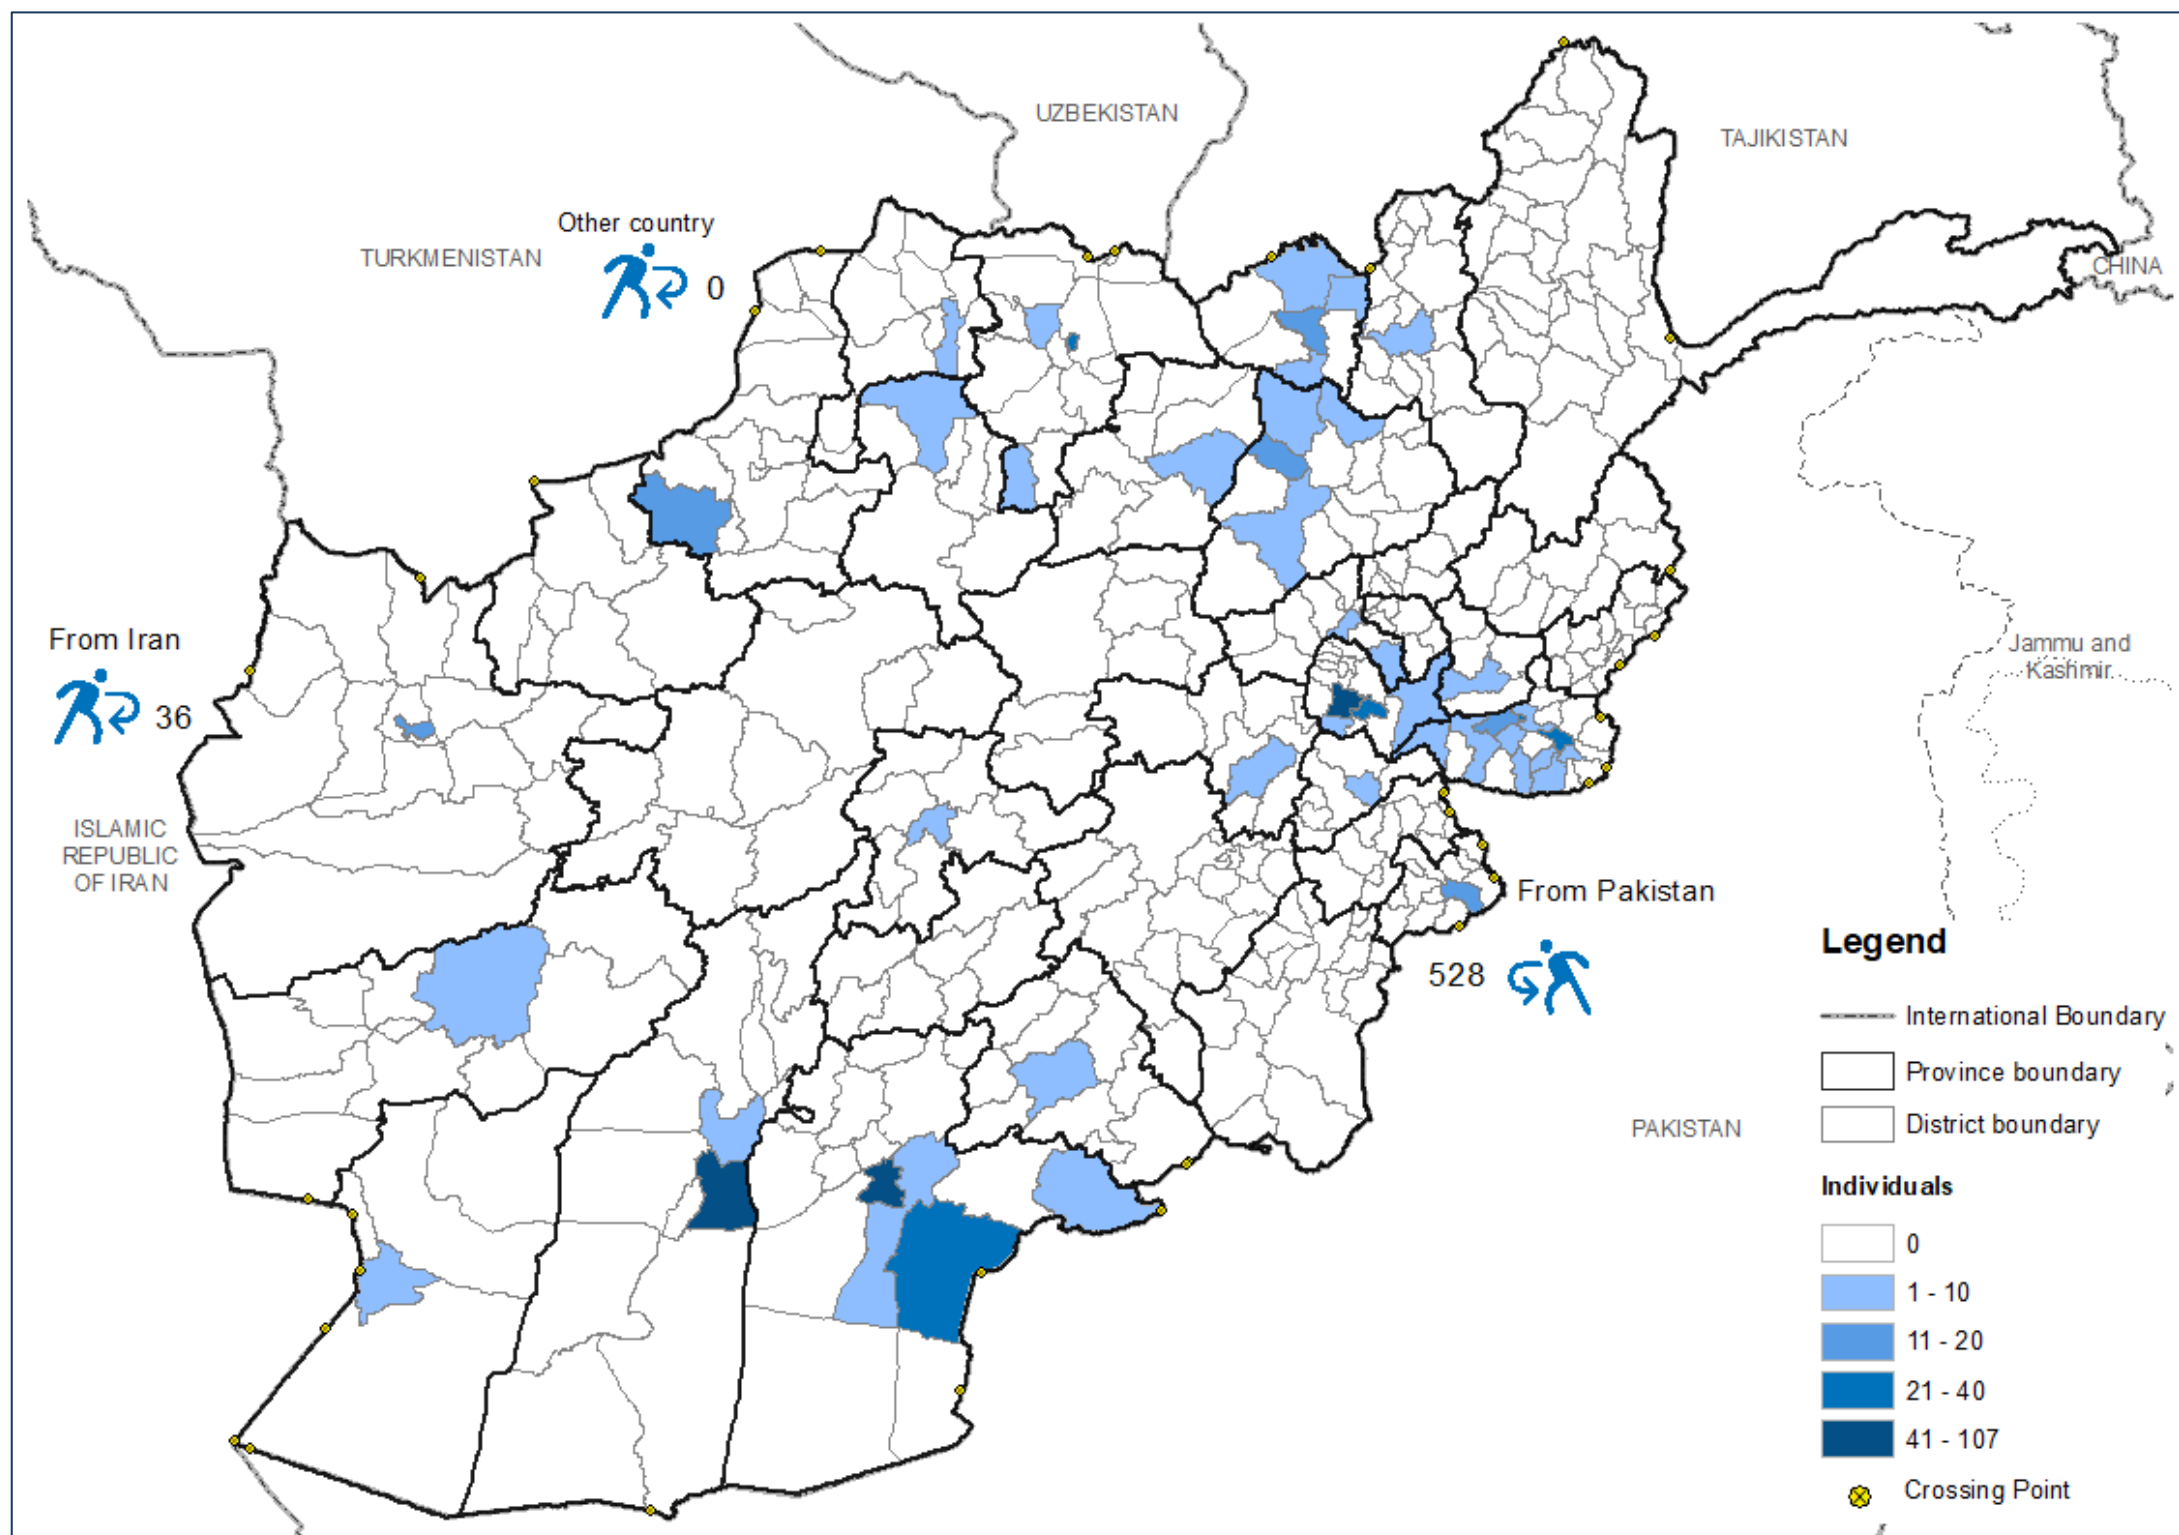 UZBEKISTAN
TAJIKISTAN
Other country
TURKMENISTAN
0
CHINA
From Iran
36
Jammu and
Kashmir
ISLAMIC
REPUBLIC
OF IRAN
From Pakistan
528
PAKISTAN
Legend
International Boundary
Province boundary
District boundary
Individuals
0
1 - 10
11 - 20
21 - 40
41 - 107
Crossing Point